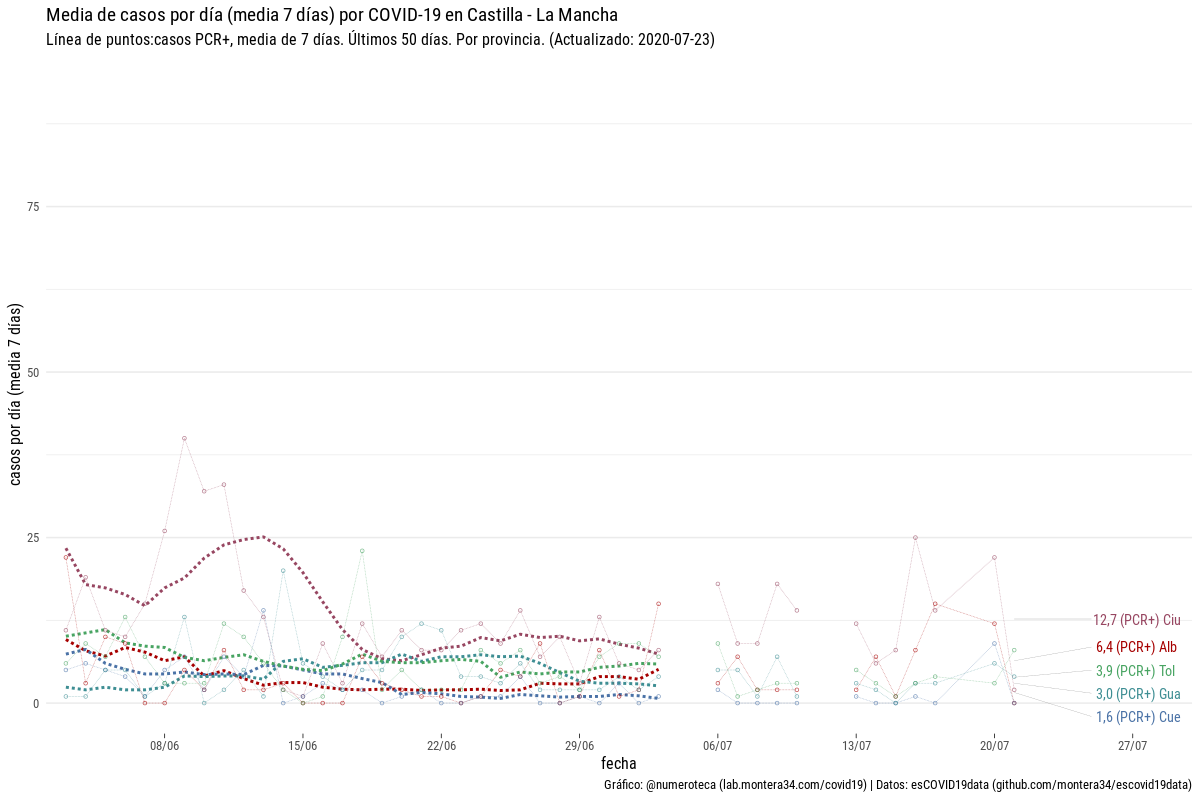 Media de casos por día (media 7 días) por COVID-19 en Castilla - La Mancha
Línea de puntos:casos PCR+, media de 7 días. Últimos 50 días. Por provincia. (Actualizado: 2020-07-23)
casos por día (media 7 días)
75
50
25
0
12,7 (PCR+) Ciu
6,4 (PCR+) Alb
3,9 (PCR+) Tol
3,0 (PCR+) Gua
1,6 (PCR+) Cue
08/06
15/06
22/06
29/06
06/07
13/07
20/07
27/07
fecha
Gráfico: @numeroteca (lab.montera34.com/covid19) | Datos: esCOVID19data (github.com/montera34/escovid19data)